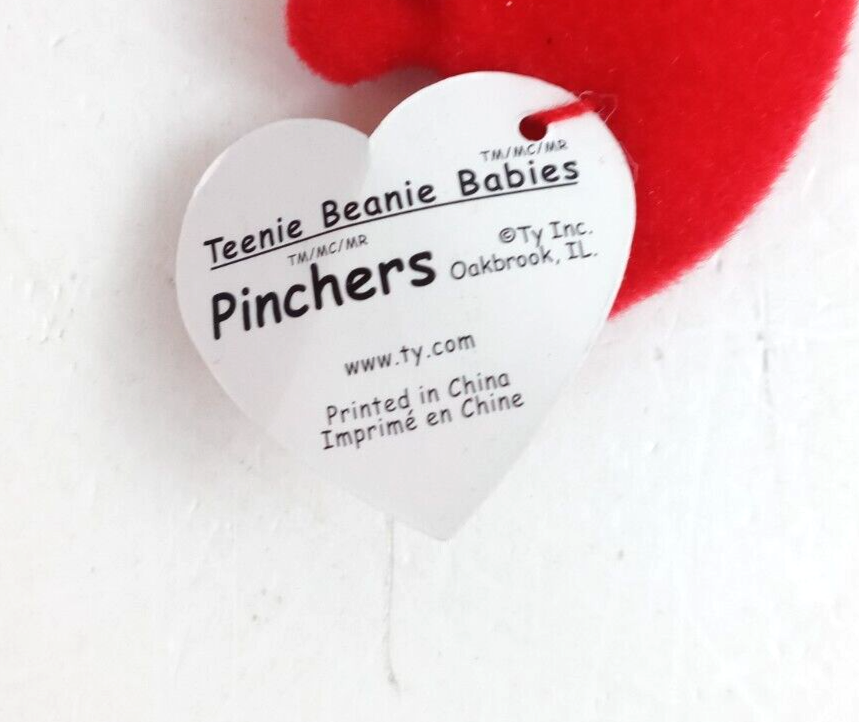 TM/MC/MR
Teenie Beanie Babies
TM/MC/MR
Pinchers
©Ty Inc.
Oakbrook, IL.
www.ty.com
Printed in China
Imprimé en Chine